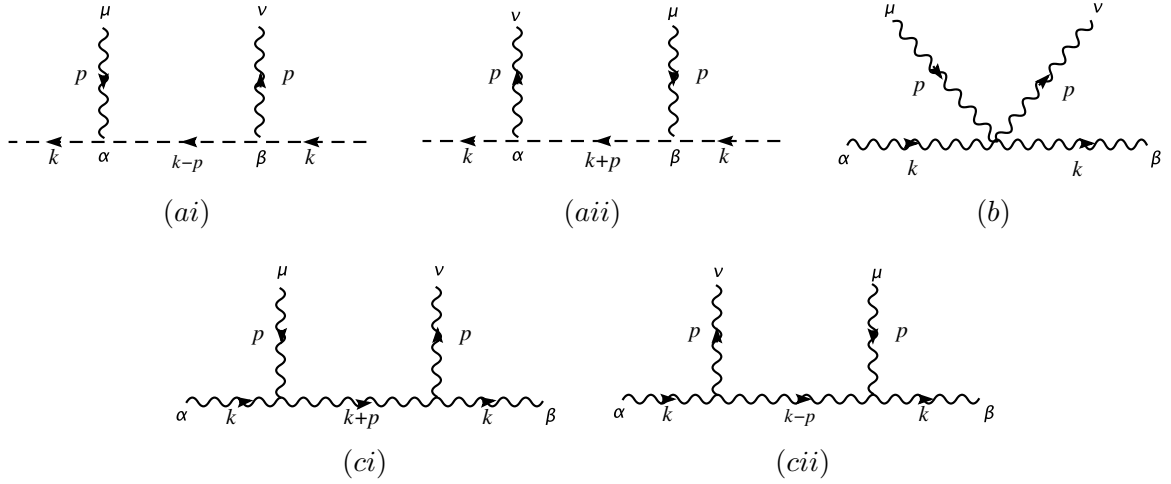 μ ν ν μ μ ν
p p p p p p
k α k−p β k k α k+p β k α k k β
(ai) (aii) (b)
μ ν ν μ
p p p p
α k k+p k β α k k−p k β
(ci) (cii)